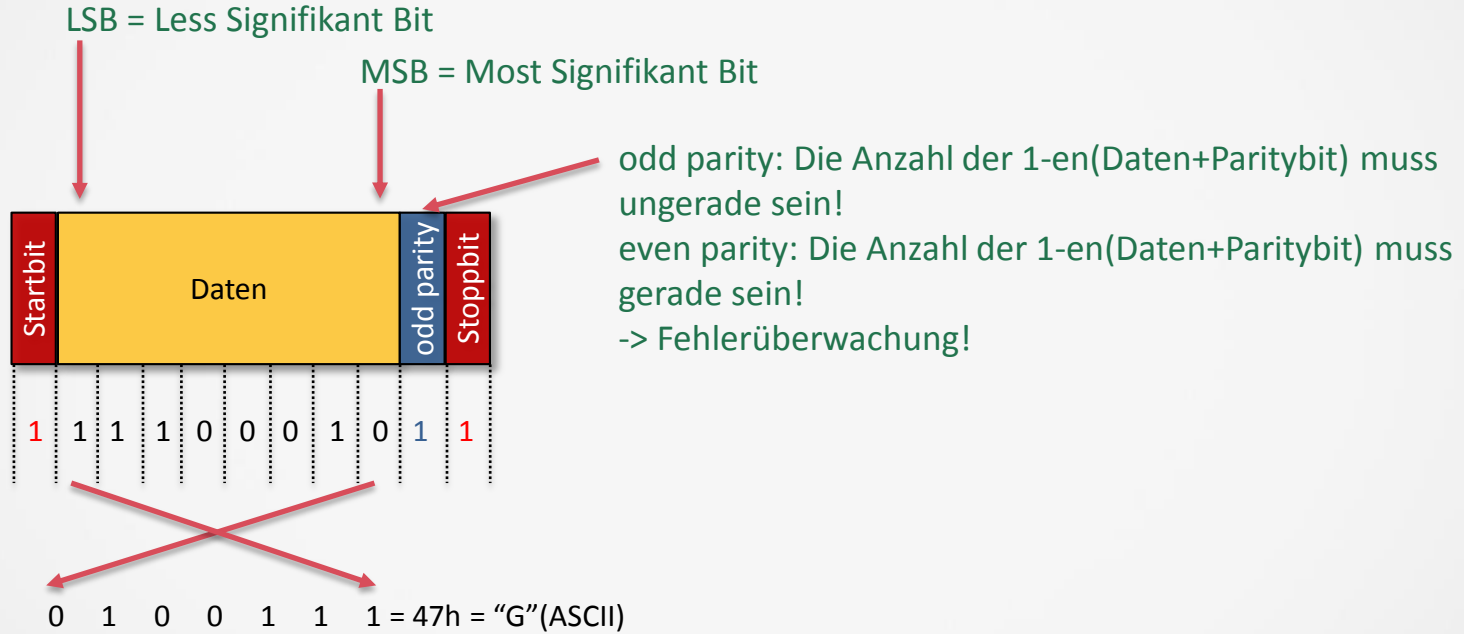 LSB = Less Signifikant Bit
MSB = Most Signifikant Bit
odd parity: Die Anzahl der 1-en(Daten+Paritybit) muss
ungerade sein!
even parity: Die Anzahl der 1-en(Daten+Paritybit) muss
gerade sein!
-> Fehlerüberwachung!
Startbit
Daten
odd parity
Stoppbit
1 1 1 1 0 0 0 1 0 1 1
0 1 0 0 1 1 1 = 47h = “G”(ASCII)